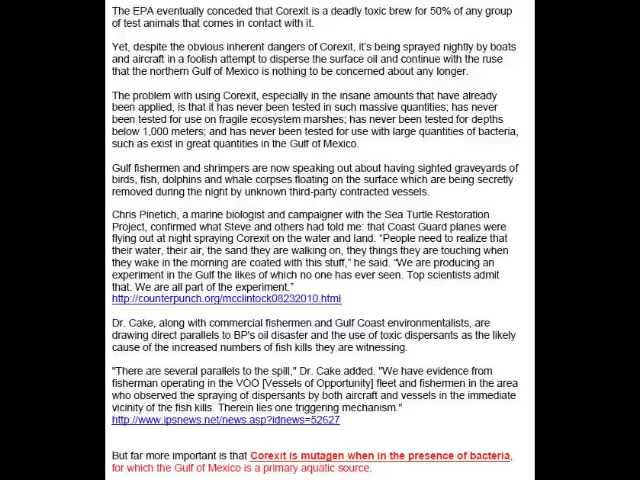 The EPA eventually conceded that Corexit is a deadly toxic brew for 50% of any group
of test animals that comes in contact with it.
Yet, despite the obvious inherent dangers of Corexit, it's being sprayed nightly by boats
and aircraft in a foolish attempt to disperse the surface oil and continue with the ruse
that the northern Gulf of Mexico is nothing to be concerned about any longer.
The problem with using Corexit, especially in the insane amounts that have already
been applied, is that it has never been tested in such massive quantities; has never
been tested for use on fragile ecosystem marshes; has never been tested for depths
below 1,000 meters; and has never been tested for use with large quantities of bacteria,
such as exist in great quantities in the Gulf of Mexico.
Gulf fishermen and shrimpers are now speaking out about having sighted graveyards of
birds, fish, dolphins and whale corpses floating on the surface which are being secretly
removed during the night by unknown third-party contracted vessels.
Chris Pinetich, a marine biologist and campaigner with the Sea Turtle Restoration
Project, confirmed what Steve and others had told me: that Coast Guard planes were
flying out at night spraying Corexit on the water and land. "People need to realize that
their water, their air, the sand they are walking on, they things they are touching when
they wake in the morning are coated with this stuff," he said. "We are producing an
experiment in the Gulf the likes of which no one has ever seen. Top scientists admit
that. We are all part of the experiment."
http://counterpunch.org/mcclintock08232010.html
Dr. Cake, along with commercial fishermen and Gulf Coast environmentalists, are
drawing direct parallels to BP's oil disaster and the use of toxic dispersants as the likely
cause of the increased numbers of fish kills they are witnessing.
"There are several parallels to the spill," Dr. Cake added. "We have evidence from
fisherman operating in the VOO [Vessels of Opportunity] fleet and fishermen in the area
who observed the spraying of dispersants by both aircraft and vessels in the immediate
vicinity of the fish kills. Therein lies one triggering mechanism."
http://www.ipsnews.net/news.asp?idnews=52627
But far more important is that Corexit is mutagen when in the presence of bacteria,
for which the Gulf of Mexico is a primary aquatic source.